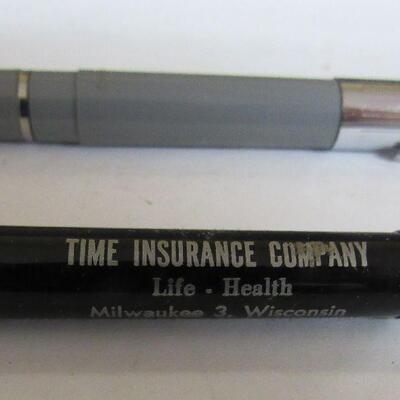 TIME INSURANCE COMPANY
Life - Health
Milwaukee 3, Wisconsin